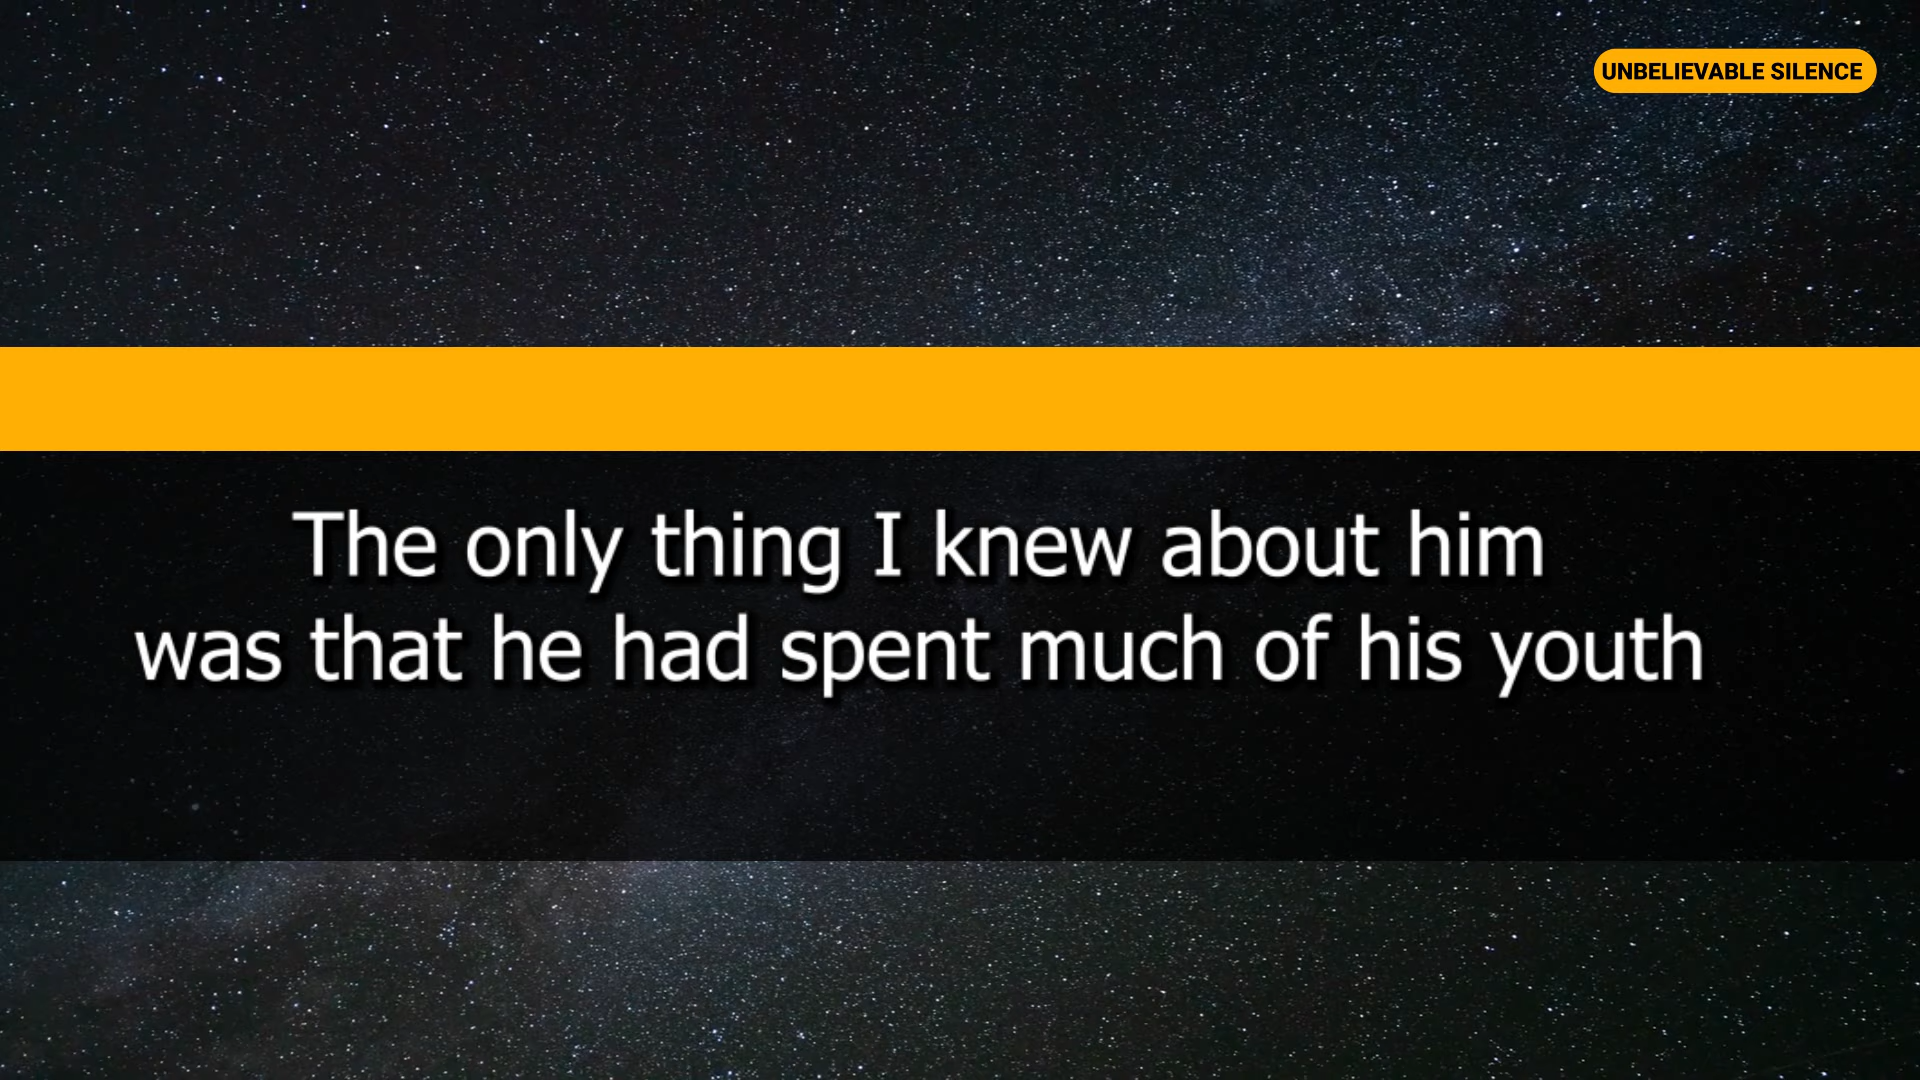 UNBELIEVABLE SILENCE
The only thing I knew about him
was that he had spent much of his youth